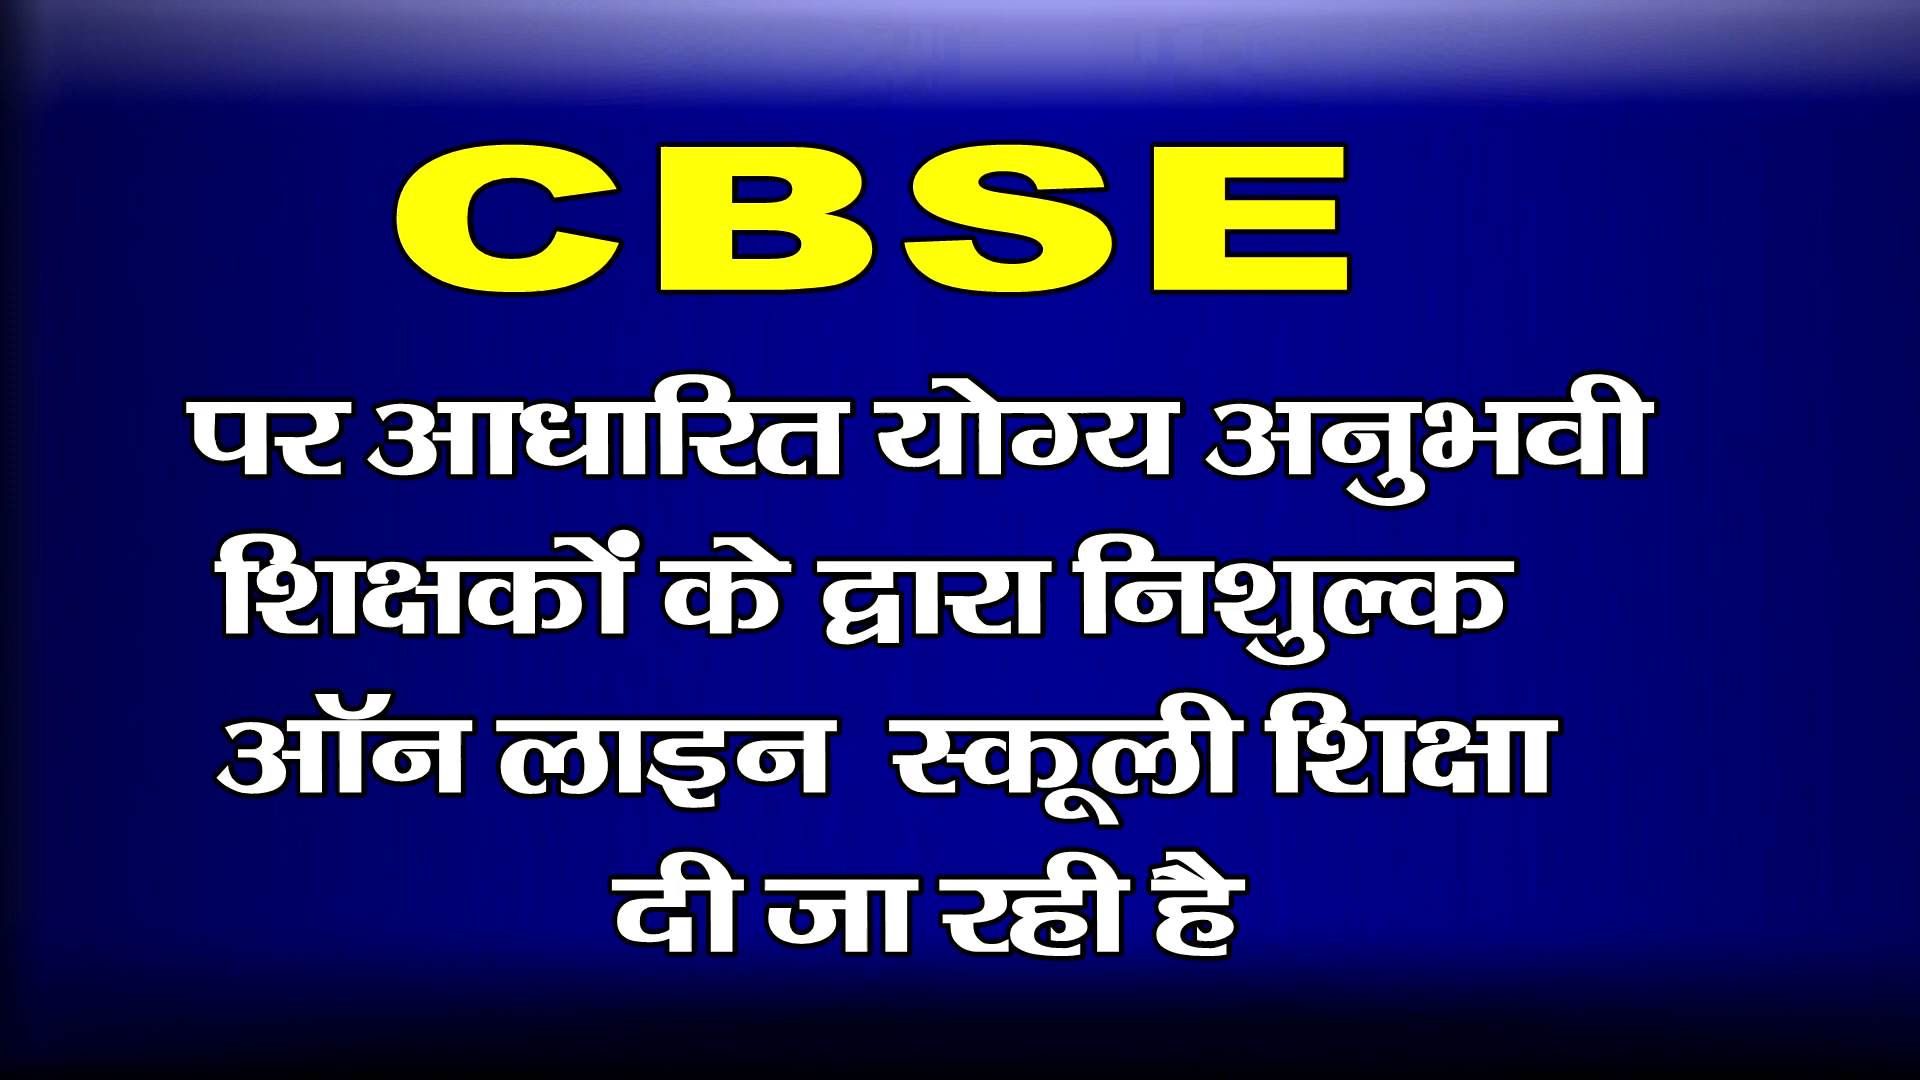 CBSE
पर आधारित योग्य अनुभवी
शिक्षकों के द्वारा निशुल्क
ऑन लाइन स्कूली शिक्षा
दी जा रही है